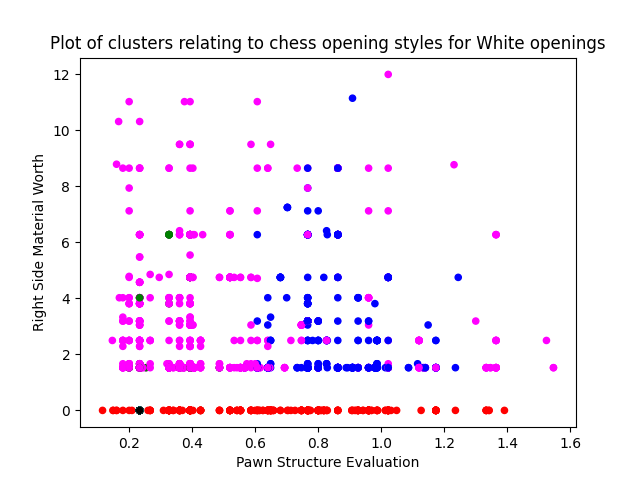 Plot of clusters relating to chess opening styles for White openings
12
10
8
6
4
2
0
Right Side Material Worth
0.2 0.4 0.6 0.8 1.0 1.2 1.4 1.6
Pawn Structure Evaluation